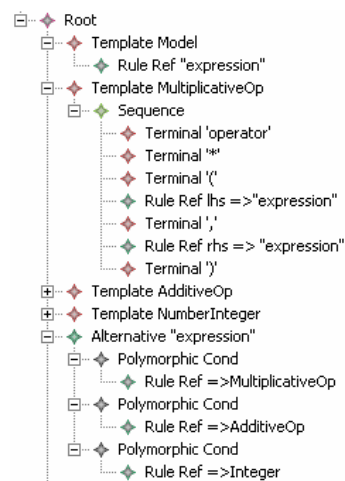 Root
Template Model
Rule Ref "expression"
Template MultiplicativeOp
Sequence
Terminal 'operator'
Terminal '*'
Terminal '('
Rule Ref lhs =>"expression"
Terminal ','
Rule Ref rhs => "expression"
Terminal ')'
Template AdditiveOp
Template NumberInteger
Alternative "expression"
Polymorphic Cond
Rule Ref =>MultiplicativeOp
Polymorphic Cond
Rule Ref =>AdditiveOp
Polymorphic Cond
Rule Ref =>Integer